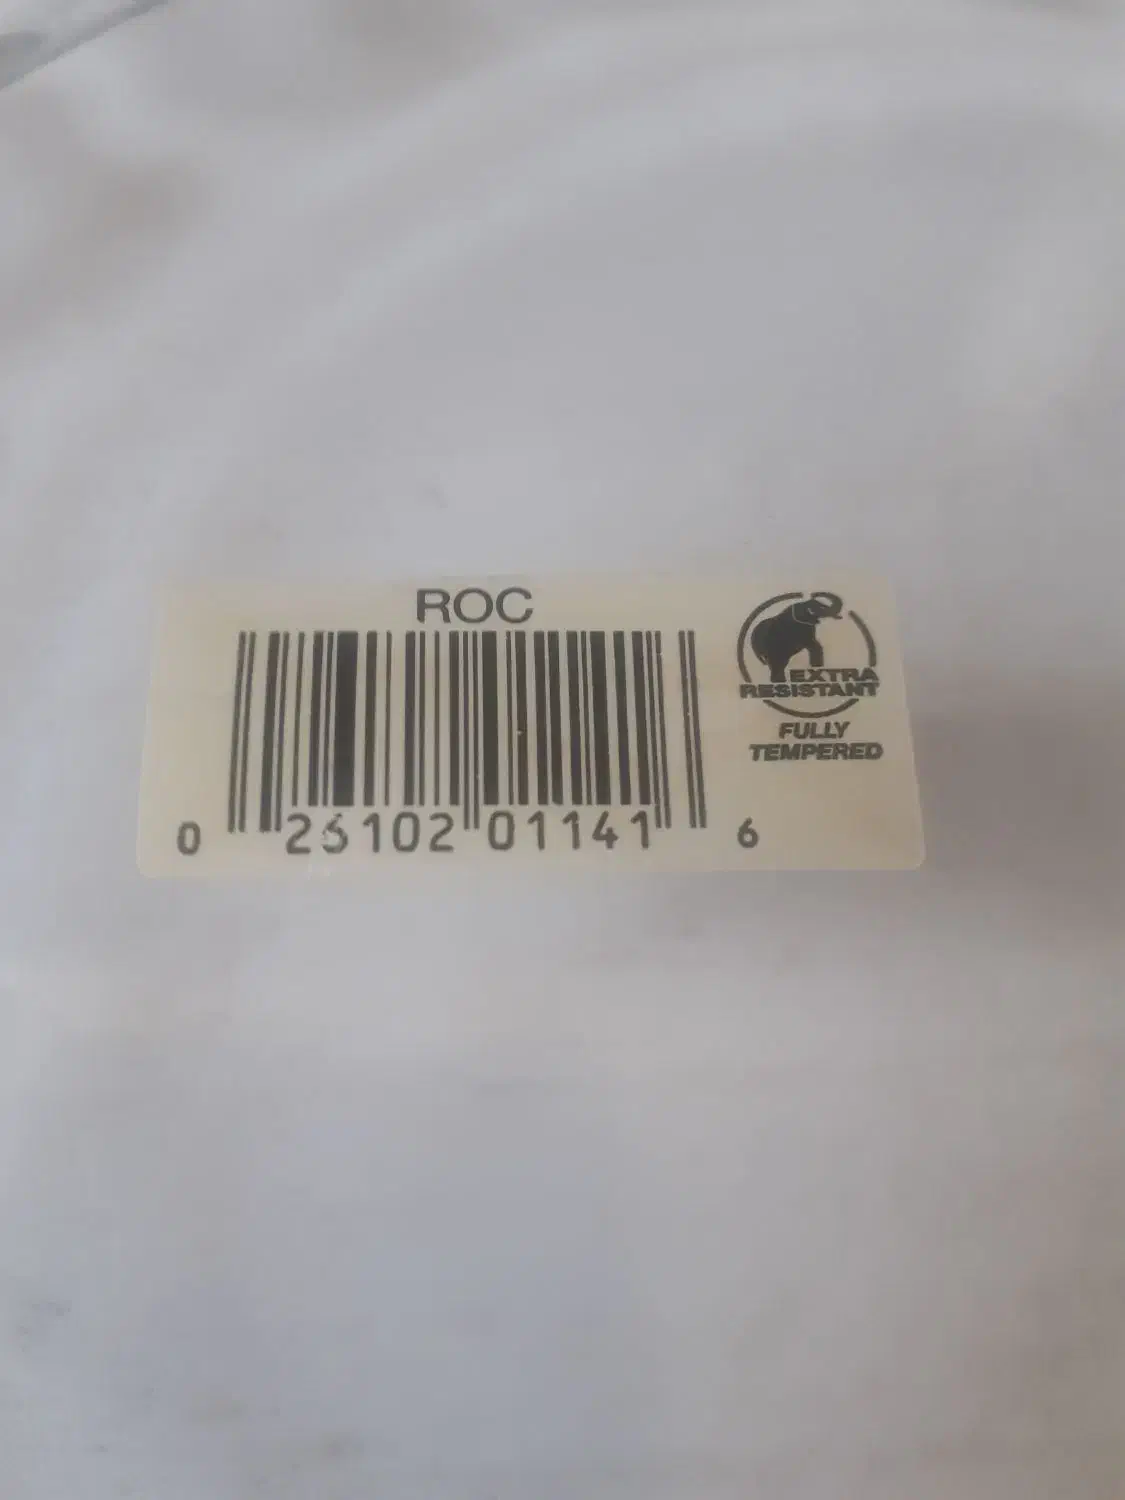 ROC
0 26102 01141 6
EXTRA
RESISTANT
FULLY
TEMPERED